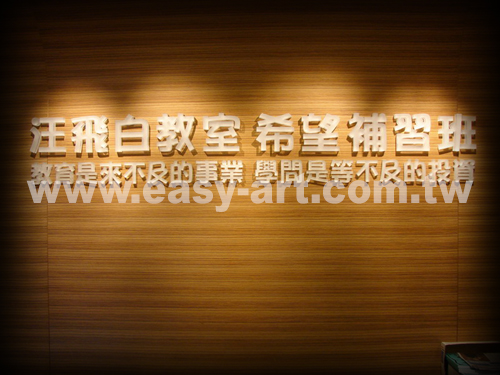 汪飛白教室 希望補習班
教育是來不及的事業 學問是等不及的投資
www.easy-art.com.tw